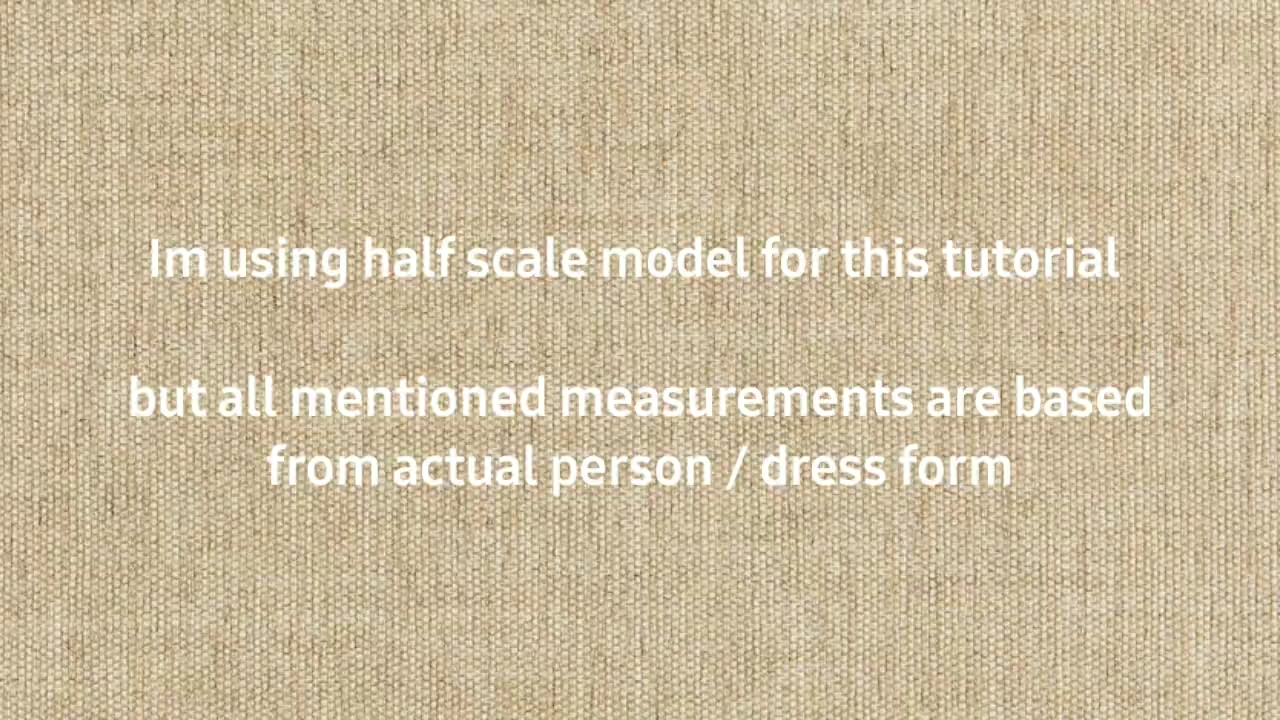 Im using half scale model for this tutorial
but all mentioned measurements are based
from actual person / dress form